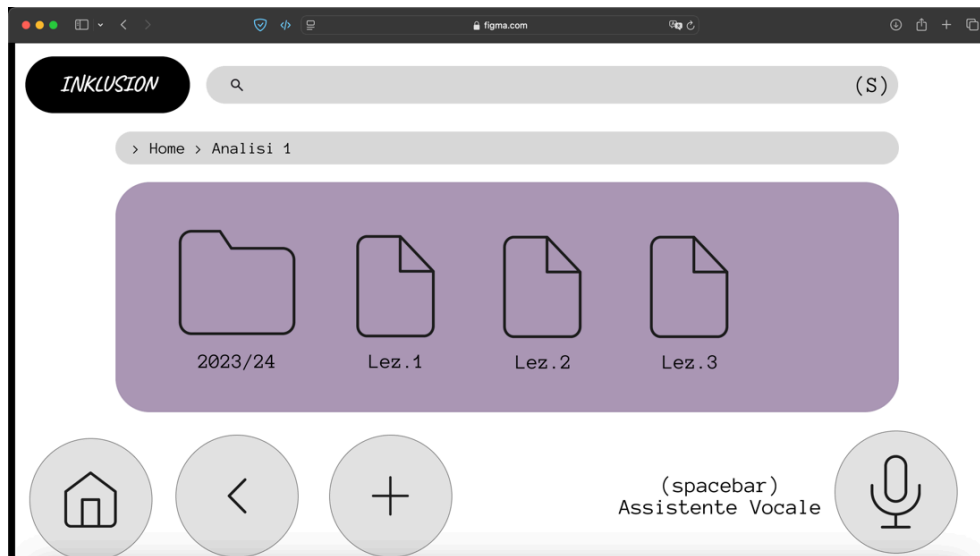 figma.com
INKLUSION
(S)
> Home > Analisi 1
2023/24
Lez.1
Lez.2
Lez.3
(spacebar)
Assistente Vocale